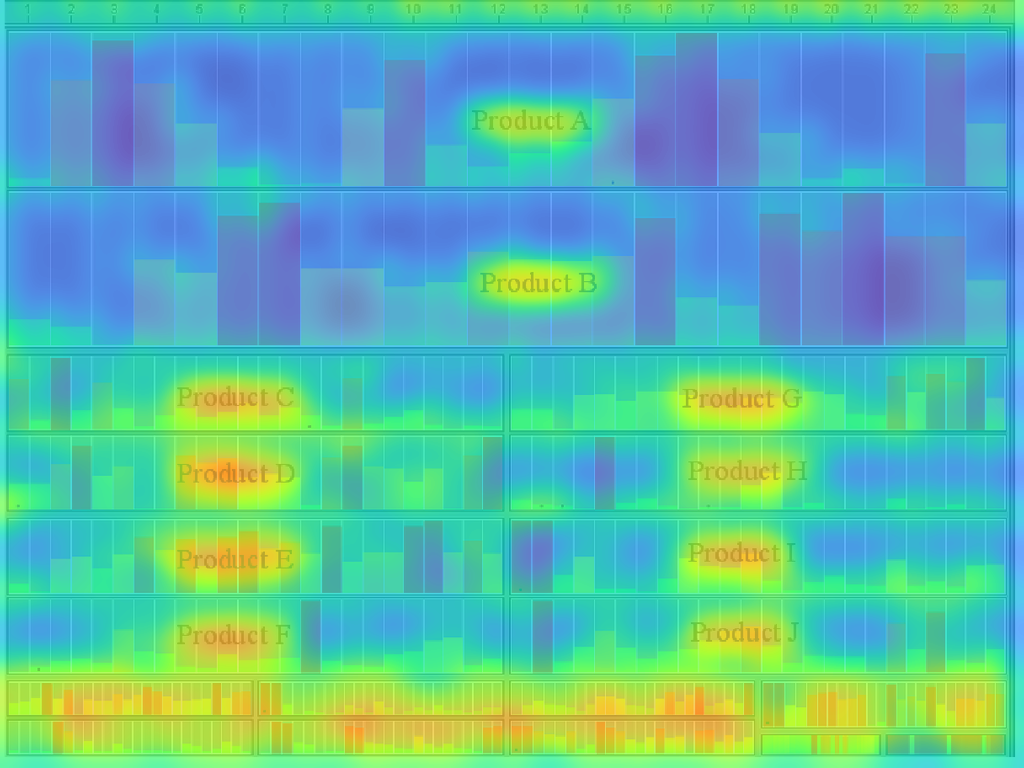 1 2 3 4 5 6 7 8 9 10 11 12 13 14 15 16 17 18 19 20 21 22 23 24
Product A
Product B
Product C
Product G
Product D
Product H
Product E
Product I
Product F
Product J